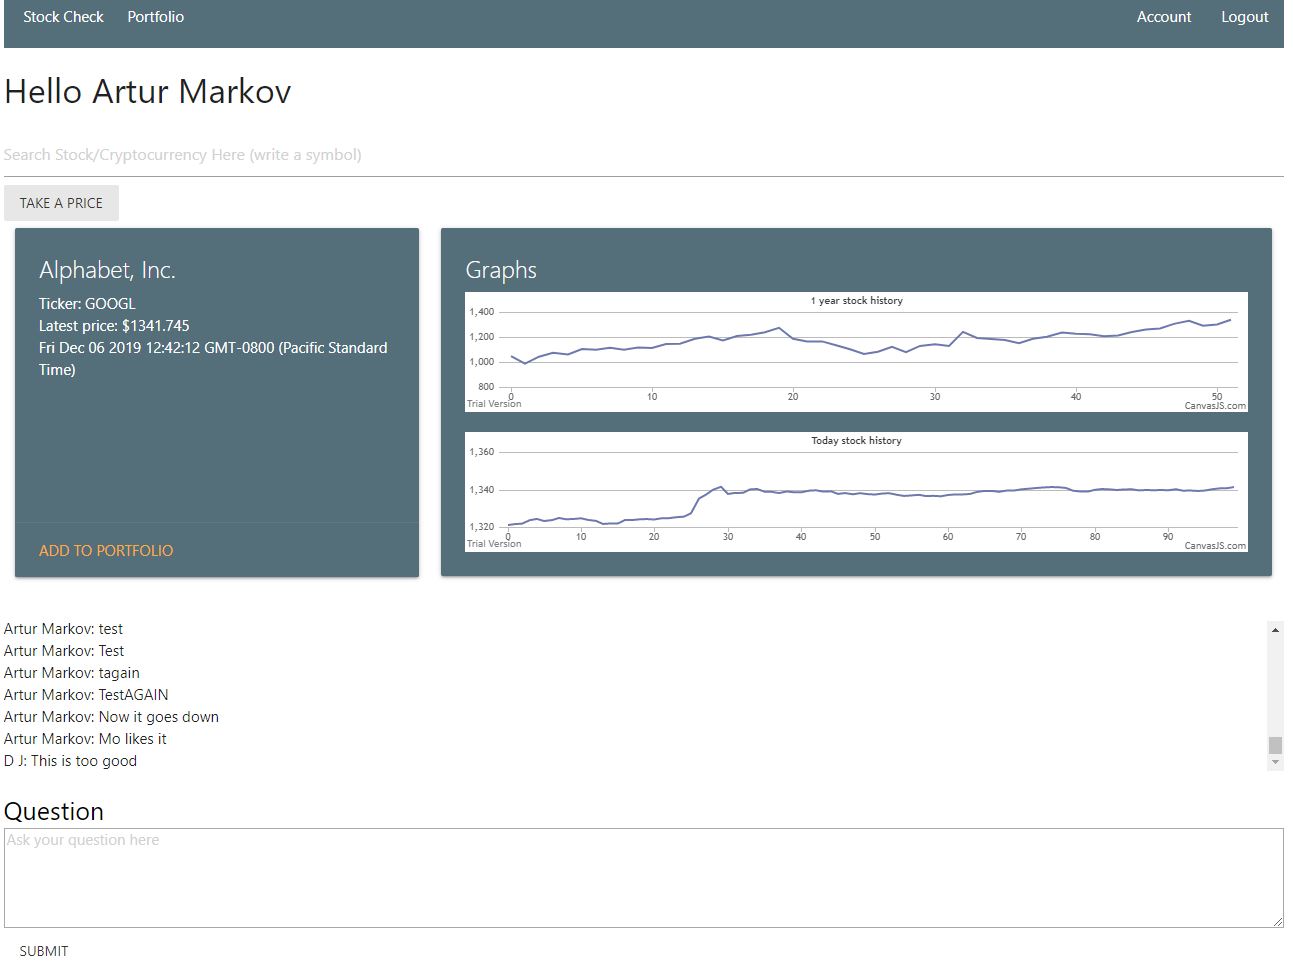 Stock Check Portfolio Account Logout
Hello Artur Markov
Search Stock/Cryptocurrency Here (write a symbol)
TAKE A PRICE
Alphabet, Inc.
Ticker: GOOGL
Latest price: $1341.745
Fri Dec 06 2019 12:42:12 GMT-0800 (Pacific Standard
Time)
ADD TO PORTFOLIO
Graphs
1 year stock history
1,400
1,200
1,000
800
0 10 20 30 40 50
Trial Version CanvasJS.com
Today stock history
1,360
1,340
1,320
0 10 20 30 40 50 60 70 80 90
Trial Version CanvasJS.com
Artur Markov: test
Artur Markov: Test
Artur Markov: tagain
Artur Markov: TestAGAIN
Artur Markov: Now it goes down
Artur Markov: Mo likes it
D J: This is too good
Question
Ask your question here
SUBMIT